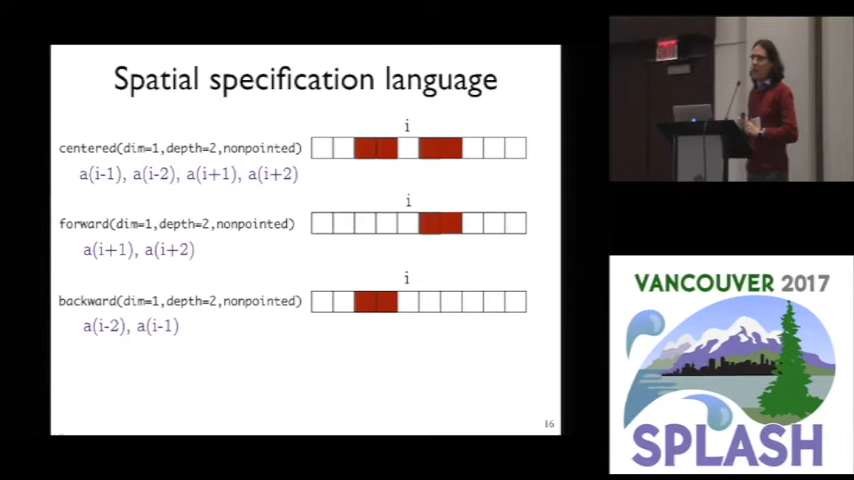 Spatial specification language
i
centered(dim=1,depth=2,nonpointed)
a(i-1), a(i-2), a(i+1), a(i+2)
i
forward(dim=1,depth=2,nonpointed)
a(i+1), a(i+2)
i
backward(dim=1,depth=2,nonpointed)
a(i-2), a(i-1)
16
VANCOUVER 2017
SPLASH